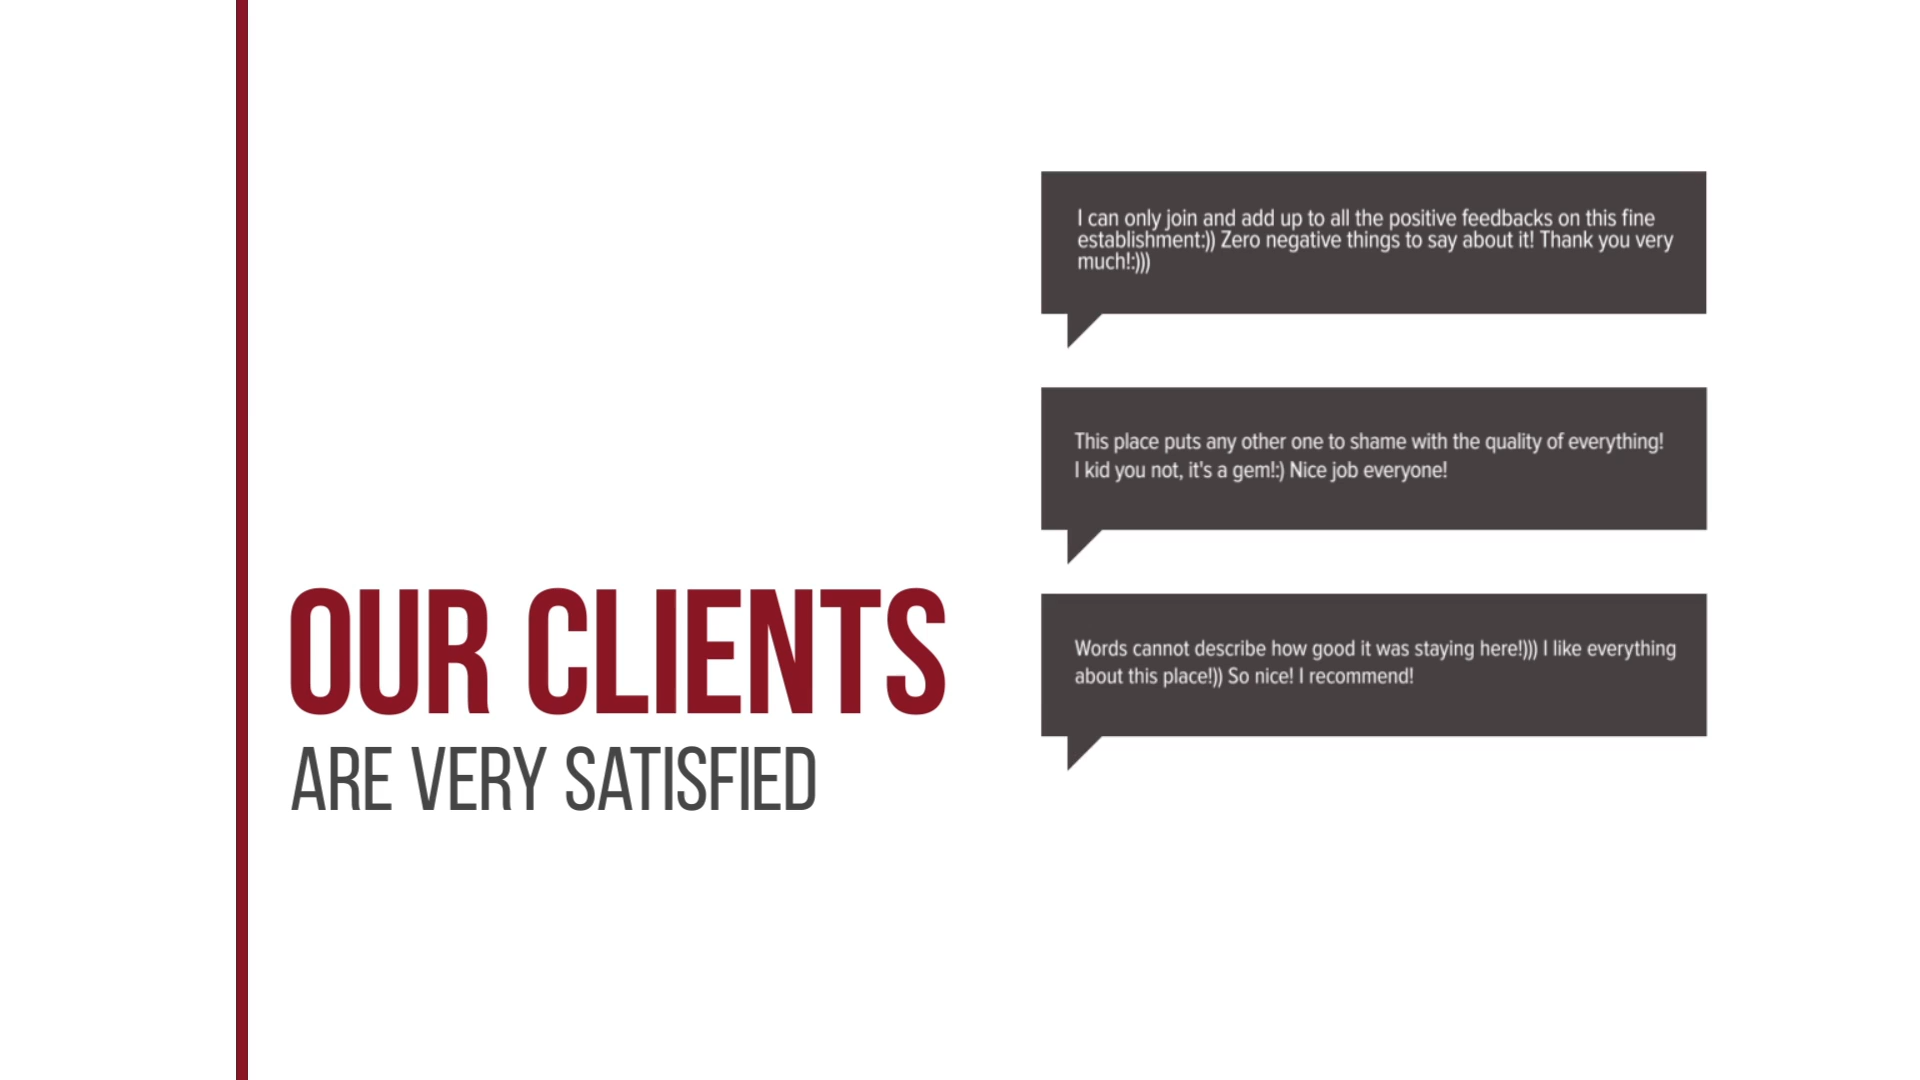 OUR CLIENTS
ARE VERY SATISFIED
I can only join and add up to all the positive feedbacks on this fine
establishment:)) Zero negative things to say about it! Thank you very
much!:)))
This place puts any other one to shame with the quality of everything!
I kid you not, it's a gem!:) Nice job everyone!
Words cannot describe how good it was staying here!))) I like everything
about this place!)) So nice! I recommend!